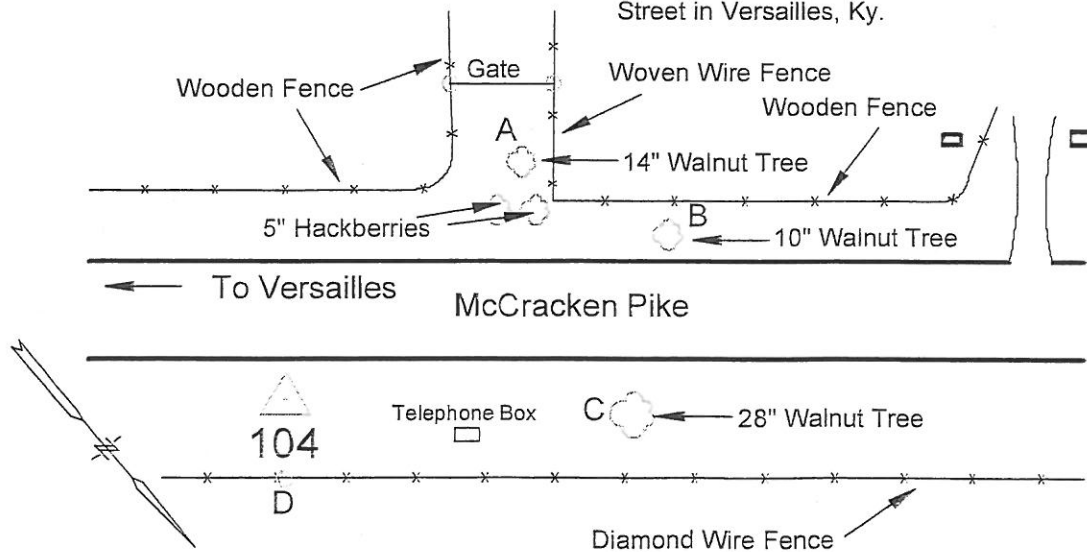 Street in Versailles, Ky.
Gate
Wooden Fence
Woven Wire Fence
Wooden Fence
A
14" Walnut Tree
B
5" Hackberries
10" Walnut Tree
To Versailles
McCracken Pike
Telephone Box
C
28" Walnut Tree
104
D
Diamond Wire Fence